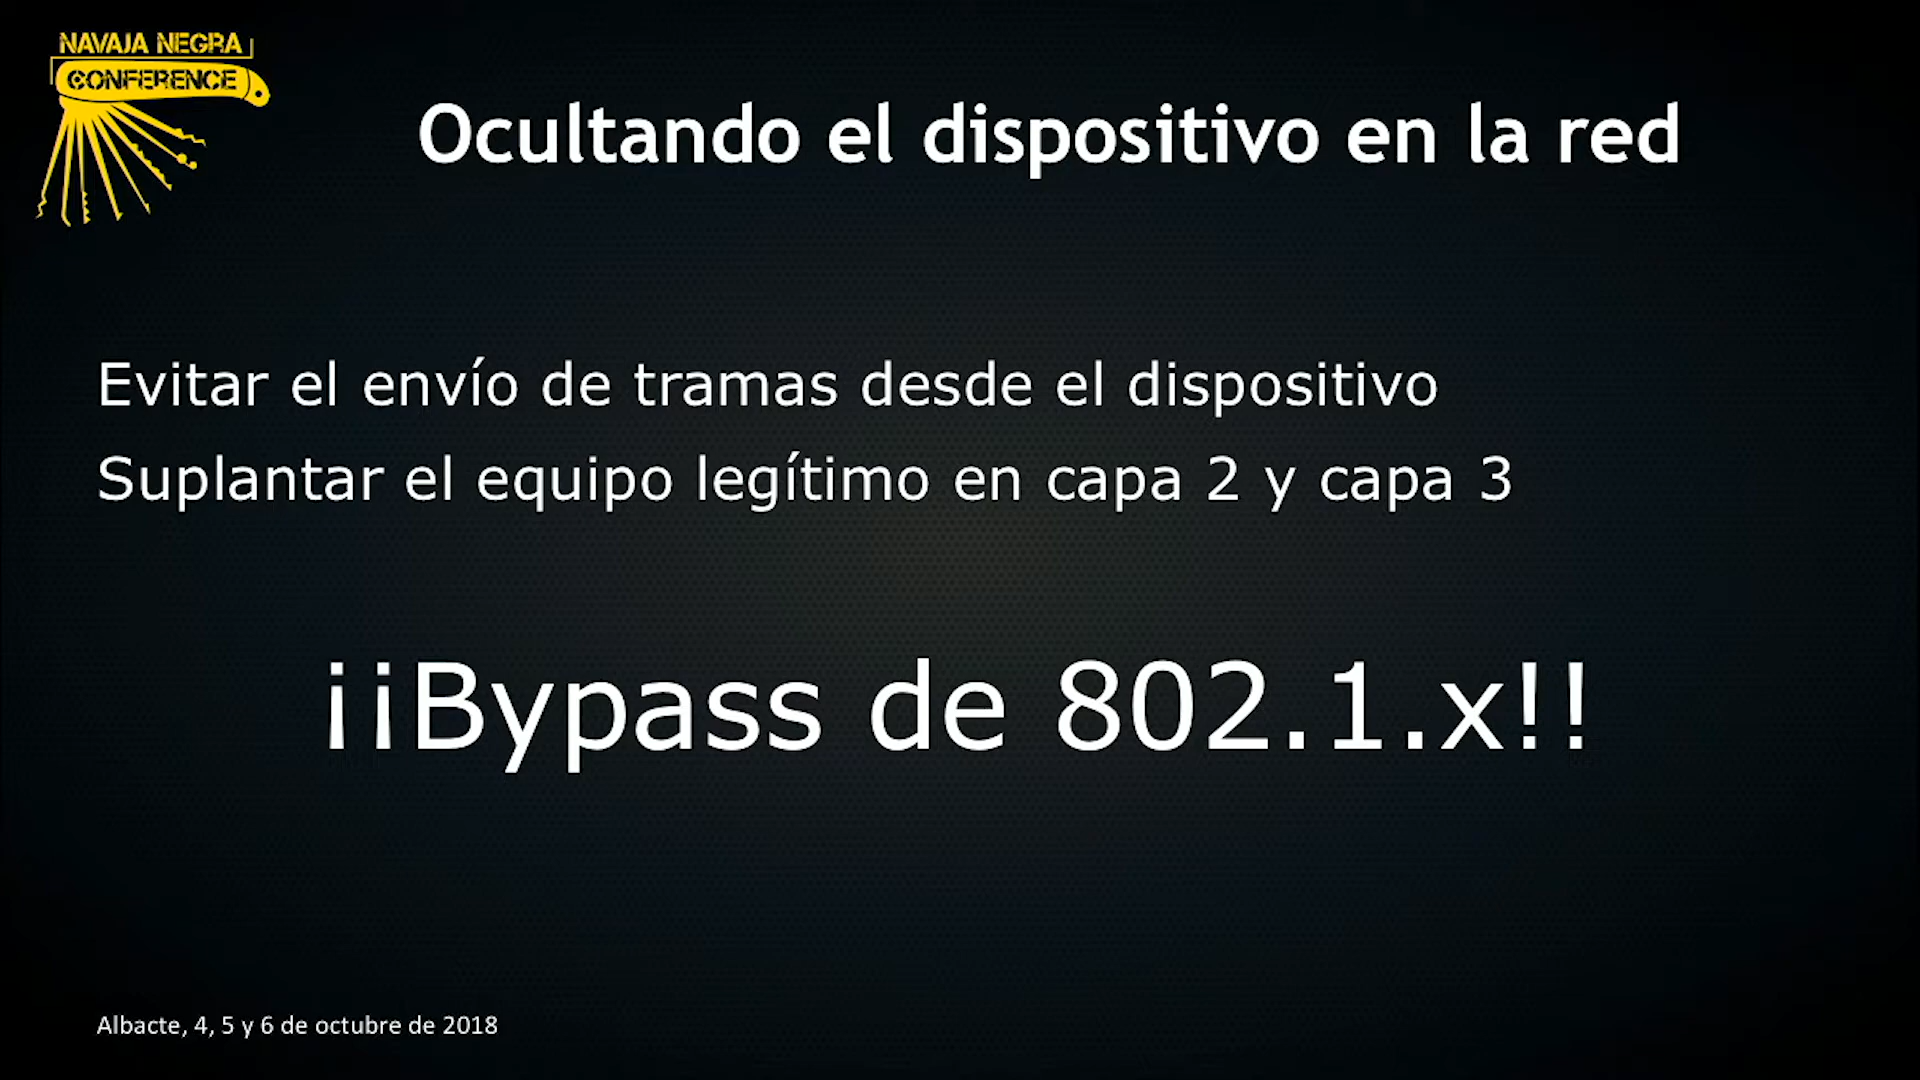 NAVAJA NEGRA
CONFERENCE
Ocultando el dispositivo en la red
Evitar el envío de tramas desde el dispositivo
Suplantar el equipo legítimo en capa 2 y capa 3
¡¡Bypass de 802.1.x!!
Albacte, 4, 5 y 6 de octubre de 2018